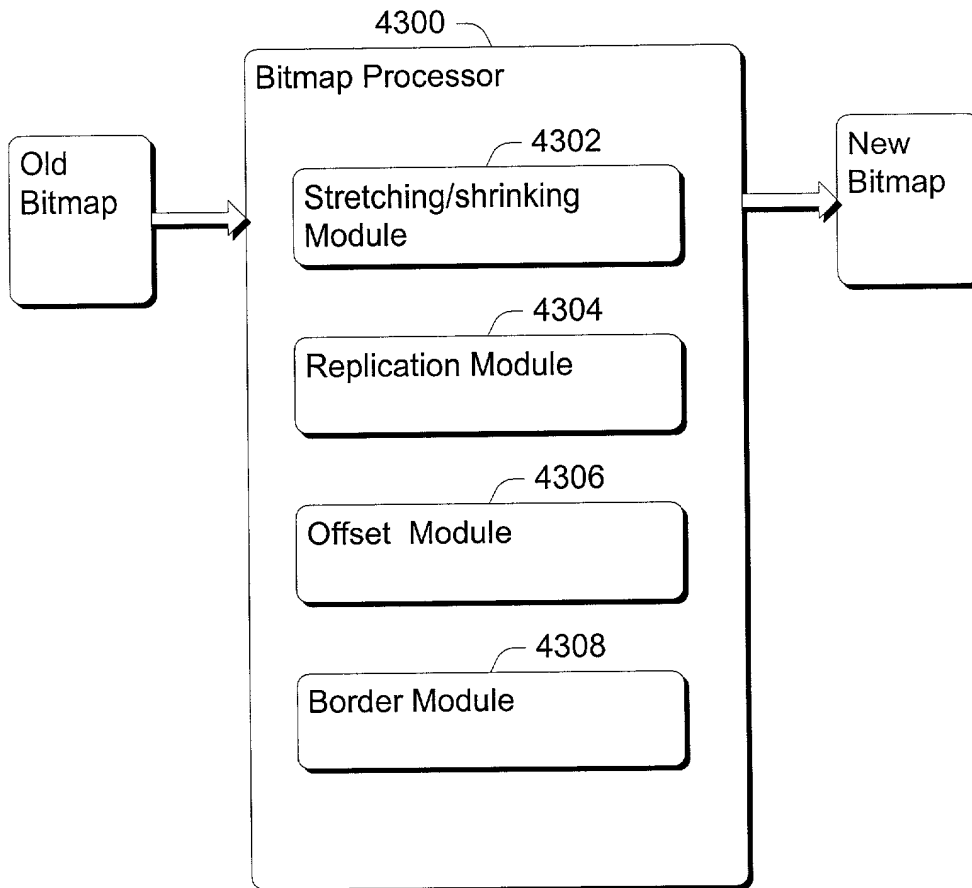 4300
Bitmap Processor
Old
Bitmap
New
Bitmap
4302
Stretching/shrinking
Module
4304
Replication Module
4306
Offset Module
4308
Border Module